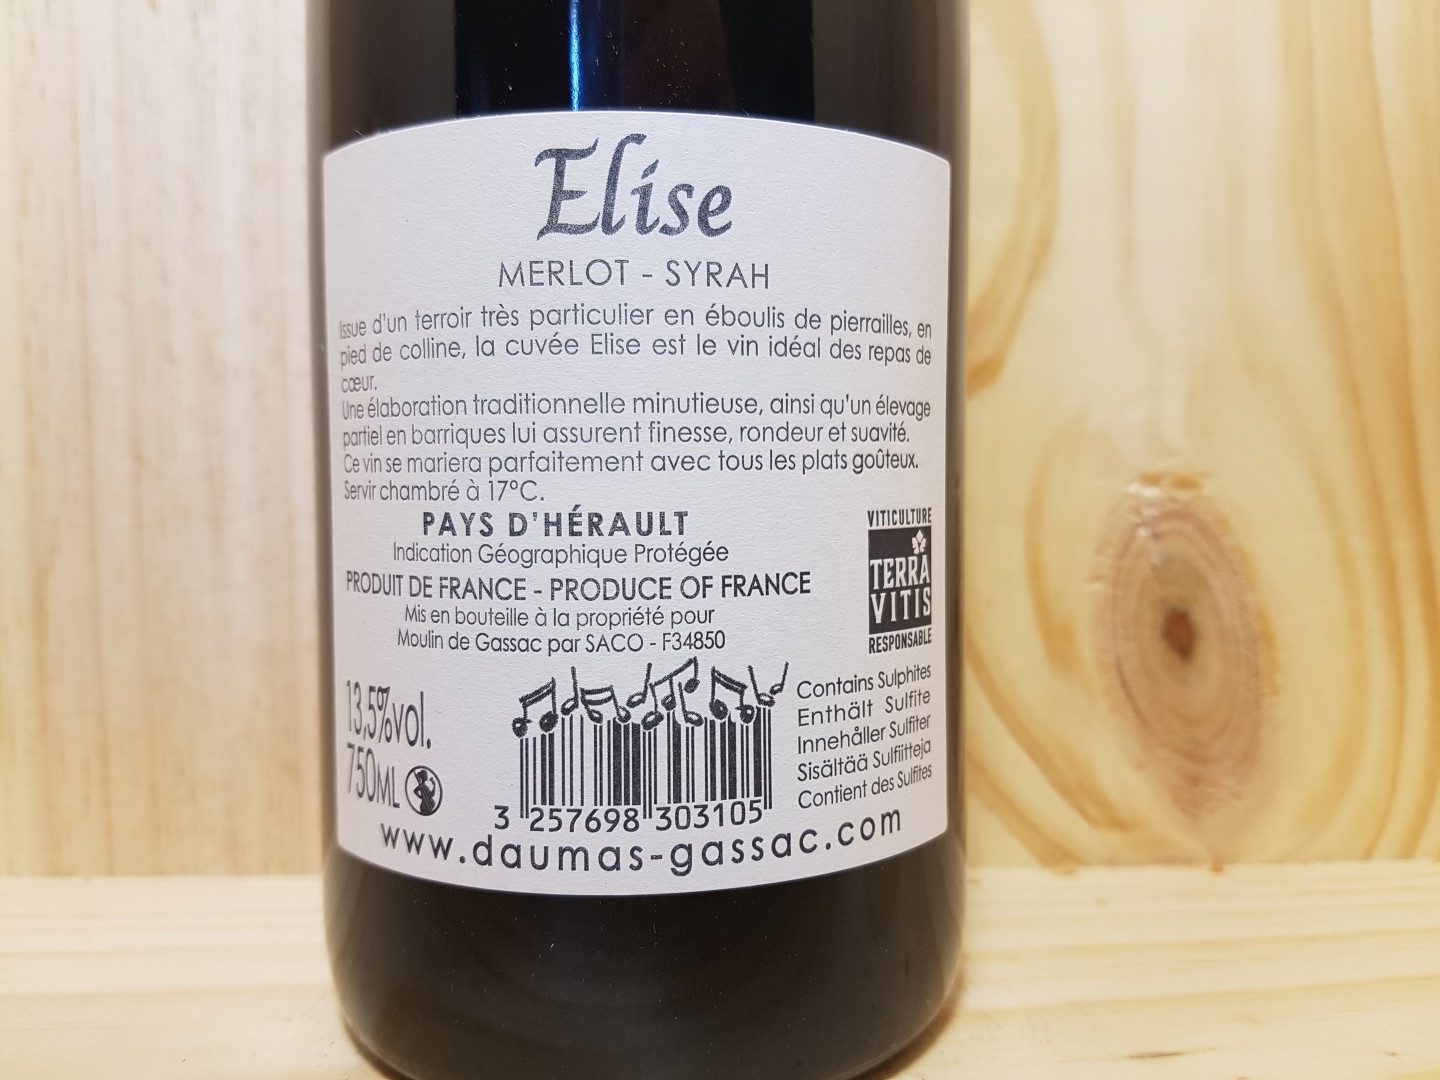 Elise
MERLOT - SYRAH
Issue d'un terroir très particulier en éboulis de pierrailles, en
pied de colline, la cuvée Elise est le vin idéal des repas de
cœur.
Une élaboration traditionnelle minutieuse, ainsi qu'un élevage
partiel en barriques lui assurent finesse, rondeur et suavité.
Ce vin se mariera parfaitement avec tous les plats goûteux.
Servir chambré à 17°C.
PAYS D'HÉRAULT
Indication Géographique Protégée
PRODUIT DE FRANCE - PRODUCE OF FRANCE
Mis en bouteille à la propriété pour
Moulin de Gassac par SACO - F34850
VITICULTURE
TERRA
VITIS
RESPONSABLE
13,5%vol.
750ML
Contains Sulphites
Enthält Sulfite
Innehåller Sulfiter
Sisältää Sulfiitteja
Contient des Sulfites
3 257698 303105
www.daumas-gassac.com